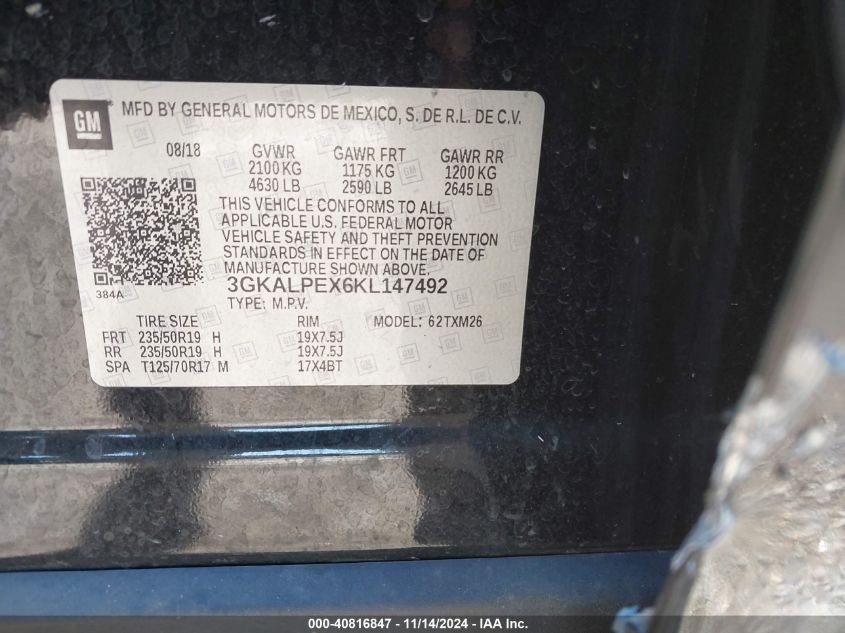 GM
MFD BY GENERAL MOTORS DE MEXICO, S. DE R.L. DE C.V.
08/18 GVWR GAWR FRT GAWR RR
2100 KG 1175 KG 1200 KG
4630 LB 2590 LB 2645 LB
THIS VEHICLE CONFORMS TO ALL
APPLICABLE U.S. FEDERAL MOTOR
VEHICLE SAFETY AND THEFT PREVENTION
STANDARDS IN EFFECT ON THE DATE OF
MANUFACTURE SHOWN ABOVE.
384A
3GKALPEX6KL147492
TYPE: M.P.V.
TIRE SIZE RIM MODEL: 62TXM26
FRT 235/50R19 H 19X7.5J
RR 235/50R19 H 19X7.5J
SPA T125/70R17 M 17X4BT
000-40816847 - 11/14/2024 - IAA Inc.